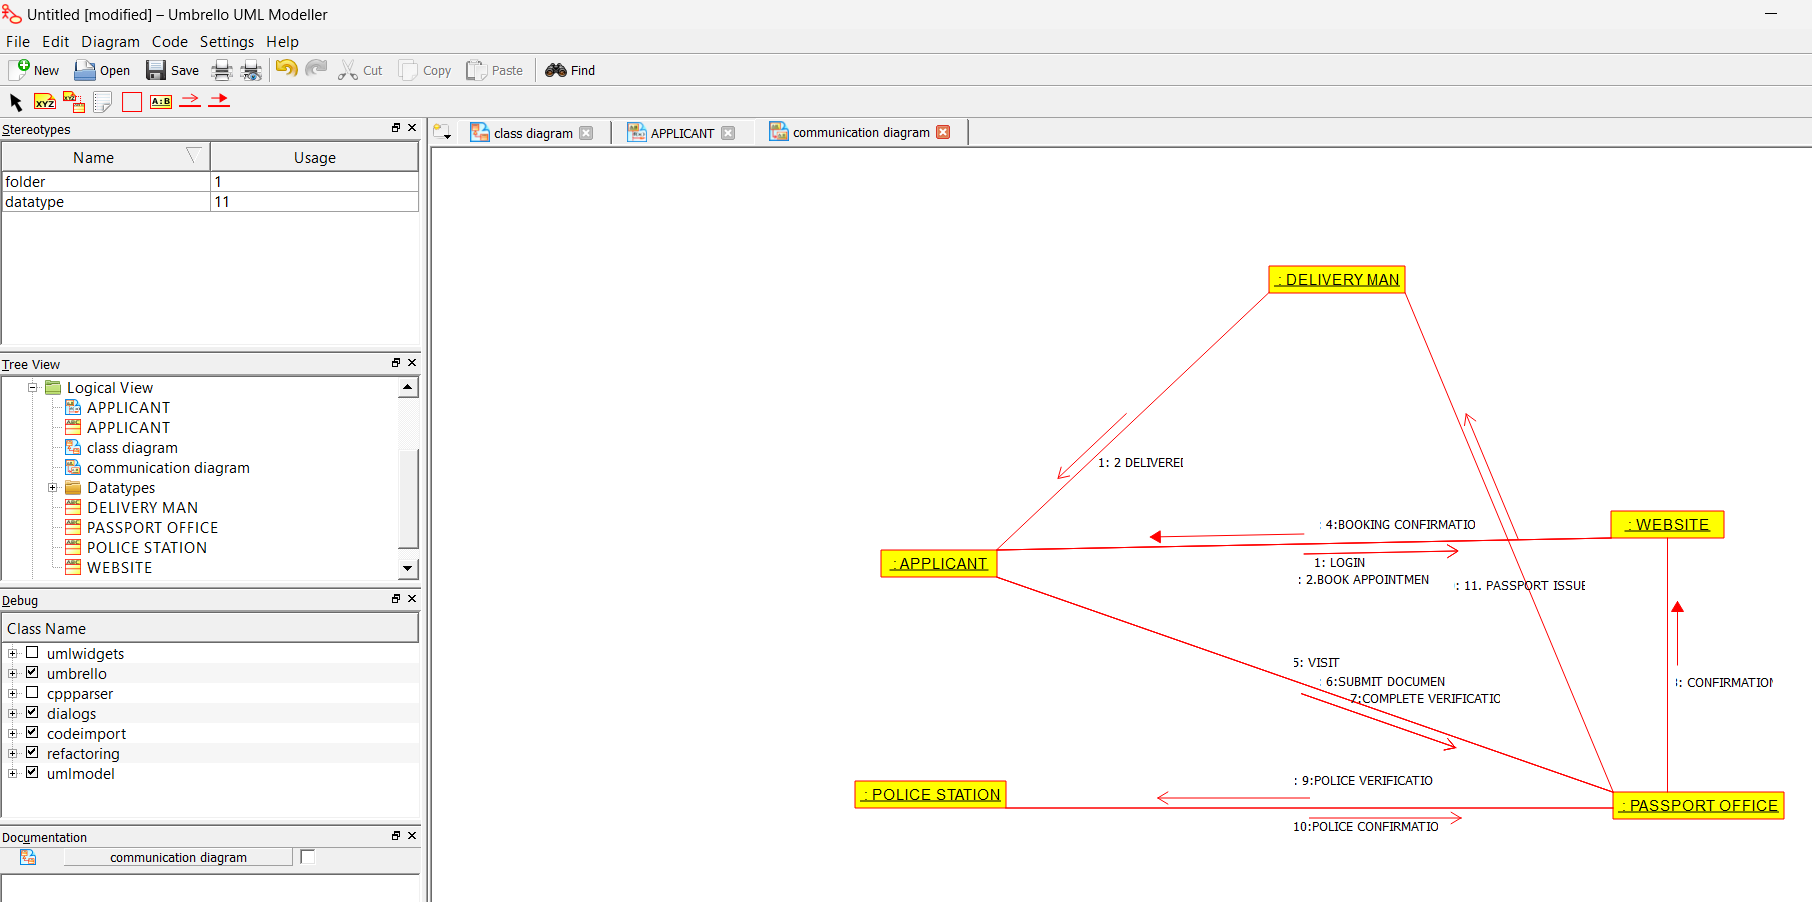 Untitled [modified] – Umbrello UML Modeller
File Edit Diagram Code Settings Help
New Open Save Cut Copy Paste Find
XYZ XYZ A:B
Stereotypes
class diagram APPLICANT communication diagram
Name Usage
folder 1
datatype 11
Tree View
Logical View
APPLICANT
APPLICANT
class diagram
communication diagram
Datatypes
DELIVERY MAN
PASSPORT OFFICE
POLICE STATION
WEBSITE
Debug
Class Name
umlwidgets
umbrello
cppparser
dialogs
codeimport
refactoring
umlmodel
Documentation
communication diagram
: DELIVERY MAN
1: 2 DELIVERE
: 4:BOOKING CONFIRMATIO
: WEBSITE
: APPLICANT
1: LOGIN
: 2.BOOK APPOINTMEN
: 11. PASSPORT ISSUE
5: VISIT
: 6:SUBMIT DOCUMEN
7:COMPLETE VERIFICATIO
: CONFIRMATION
: 9:POLICE VERIFICATIO
: POLICE STATION
: PASSPORT OFFICE
10:POLICE CONFIRMATIO